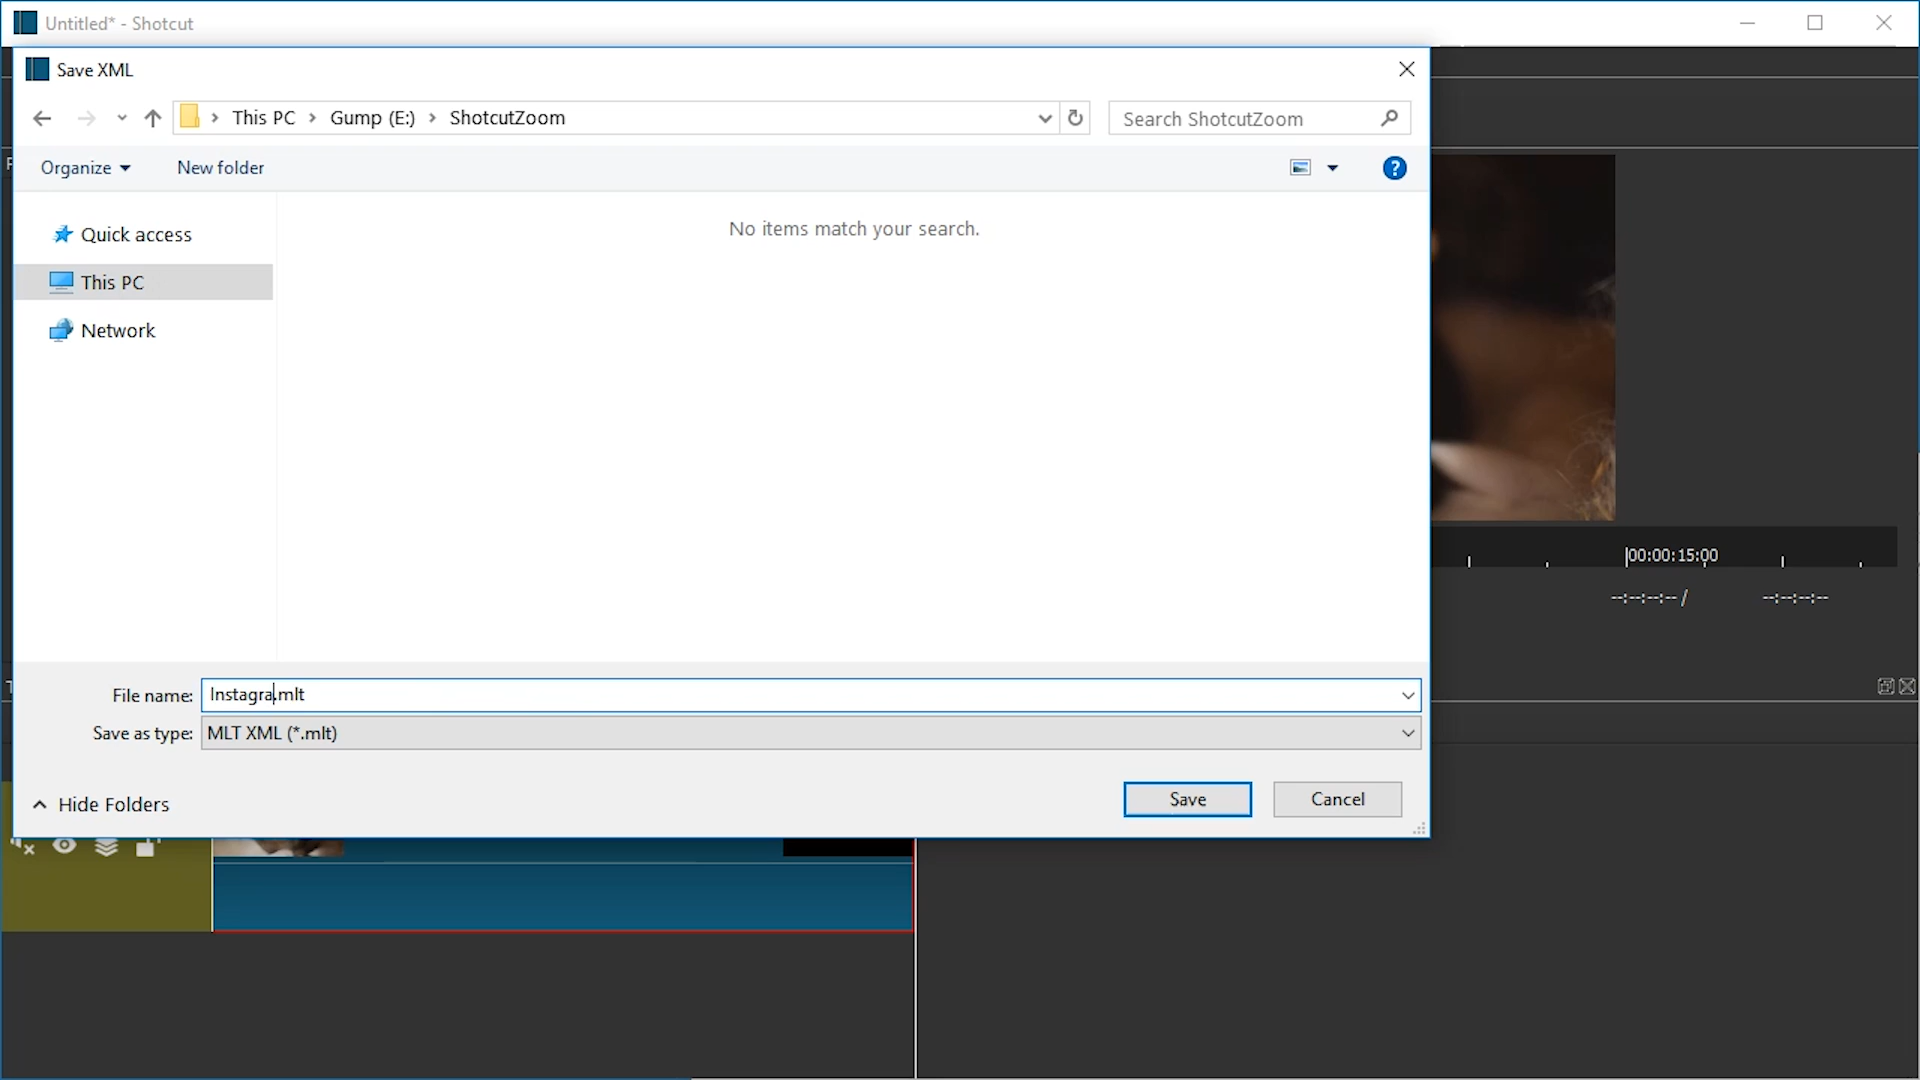 Untitled* - Shotcut
Save XML
This PC > Gump (E:) > ShotcutZoom
Search ShotcutZoom
Organize
New folder
?
Quick access
This PC
Network
No items match your search.
File name: Instagra.mlt
Save as type: MLT XML (*.mlt)
Hide Folders
Save
Cancel
00:00:15:00
--:--:--:-- /
--:--:--:--